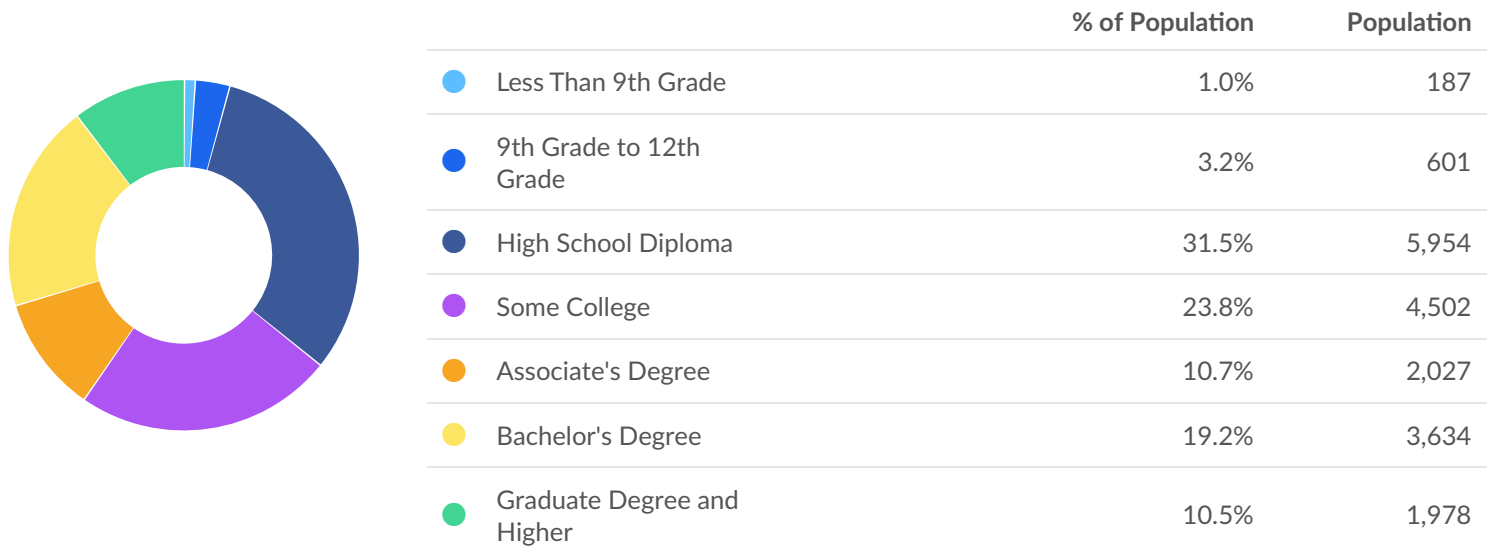 % of Population Population
Less Than 9th Grade 1.0% 187
9th Grade to 12th
Grade 3.2% 601
High School Diploma 31.5% 5,954
Some College 23.8% 4,502
Associate's Degree 10.7% 2,027
Bachelor's Degree 19.2% 3,634
Graduate Degree and
Higher 10.5% 1,978